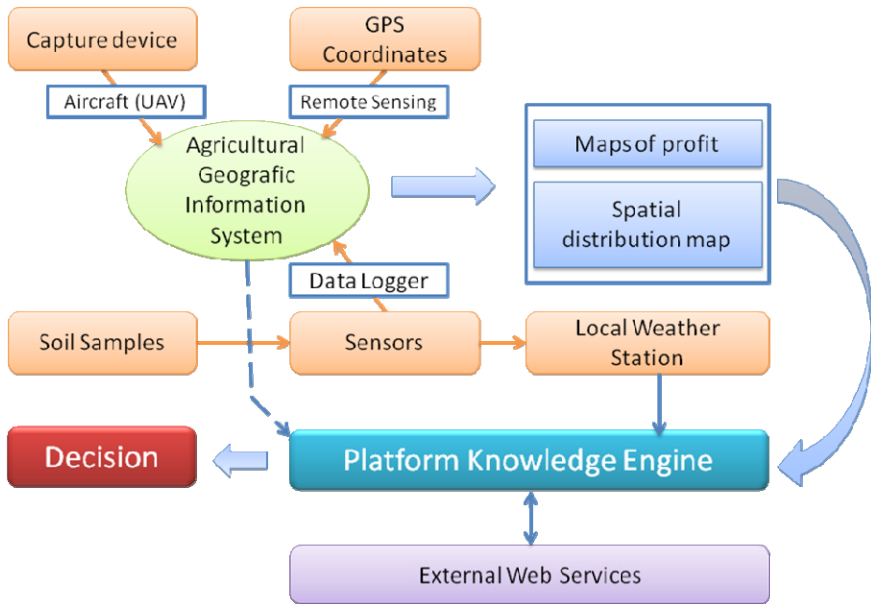 Capture device
GPS
Coordinates
Aircraft (UAV)
Remote Sensing
Agricultural
Geografic
Information
System
Maps of profit
Spatial
distribution map
Data Logger
Soil Samples
Sensors
Local Weather
Station
Decision
Platform Knowledge Engine
External Web Services